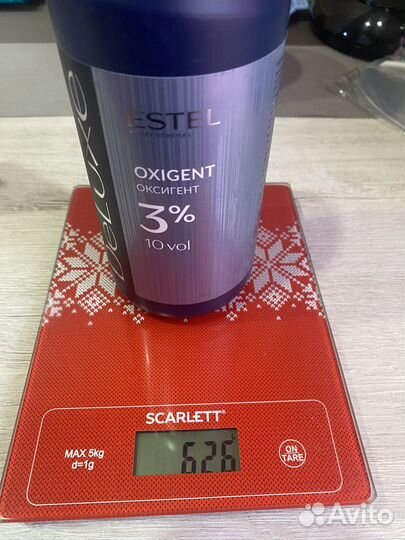 DeLuxe
ESTEL
PROFESSIONAL
OXIGENT
ОКСИГЕНТ
3%
10 vol
SCARLETT®
MAX 5kg
d=1g
626
ON
TARE
Avito